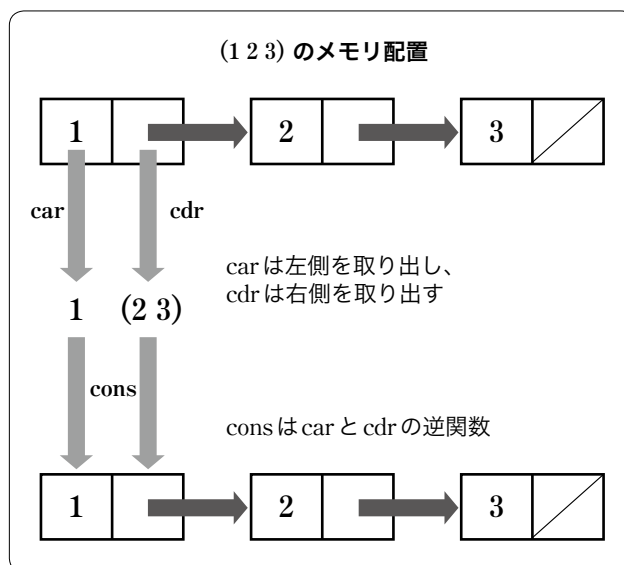 (1 2 3) のメモリ配置
1 2 3
car cdr
carは左側を取り出し、
cdrは右側を取り出す
1 (2 3)
cons
consはcarとcdrの逆関数
1 2 3